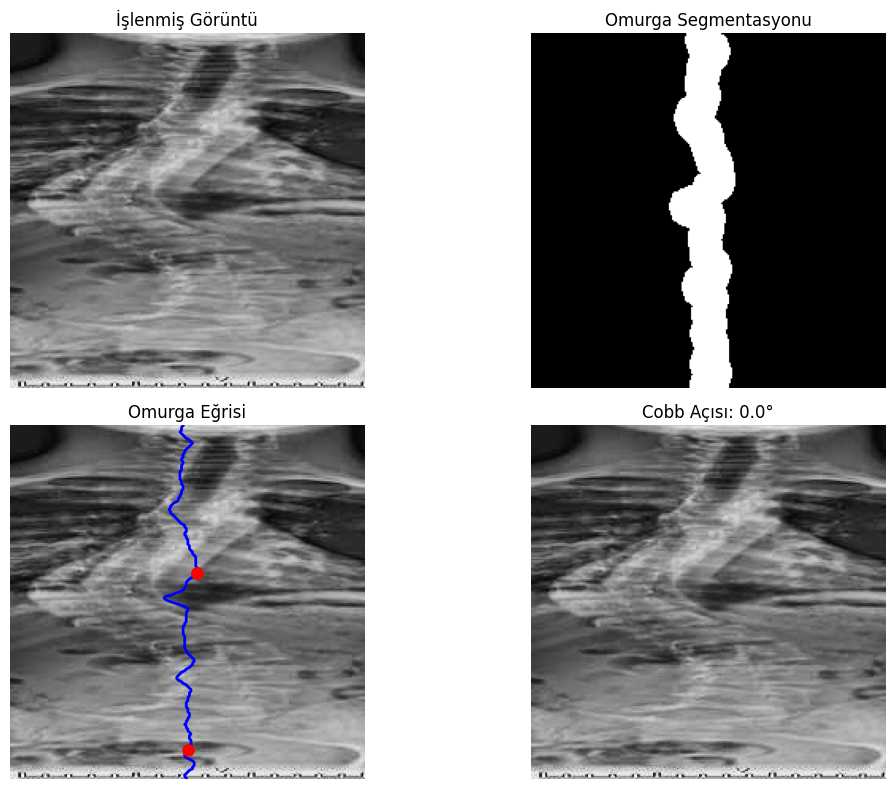 İşlenmiş Görüntü
Omurga Segmentasyonu
Omurga Eğrisi
Cobb Açısı: 0.0°